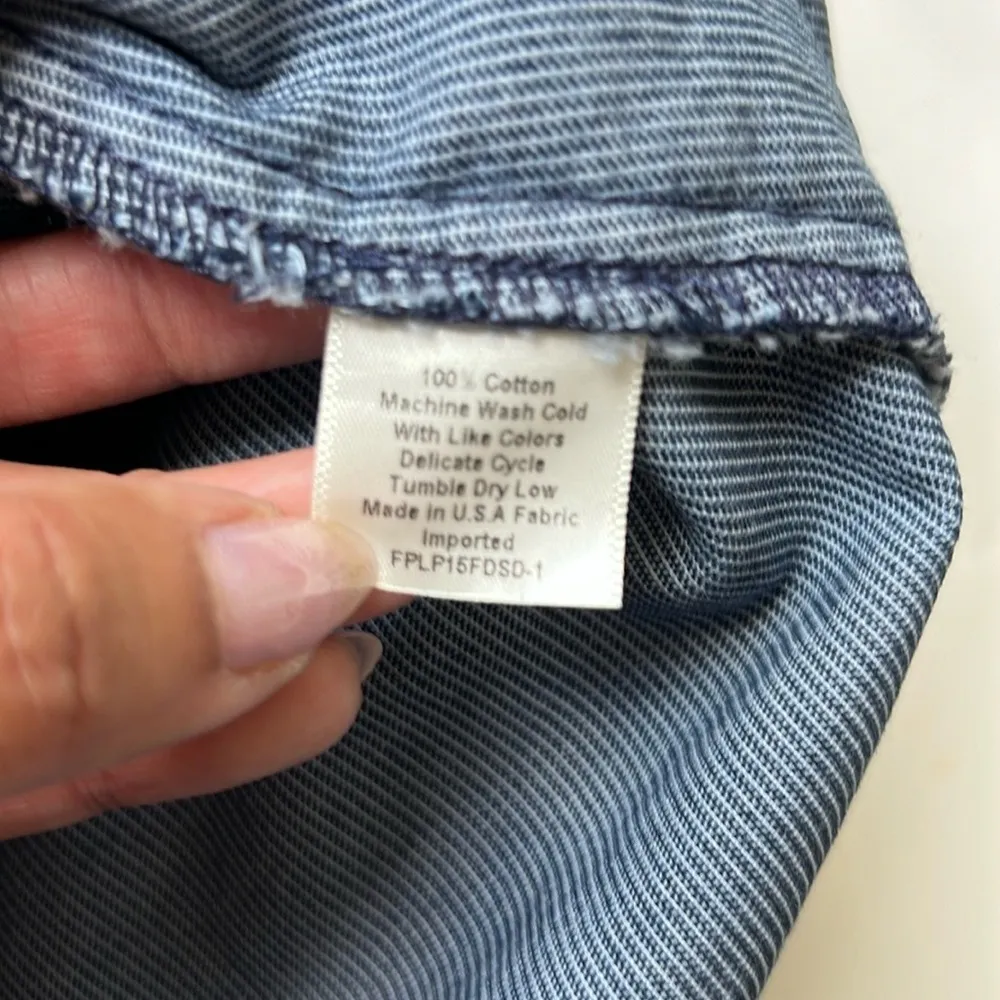 100% Cotton
Machine Wash Cold
With Like Colors
Delicate Cycle
Tumble Dry Low
Made in U.S.A Fabric
Imported
FPLP15FDSD-1